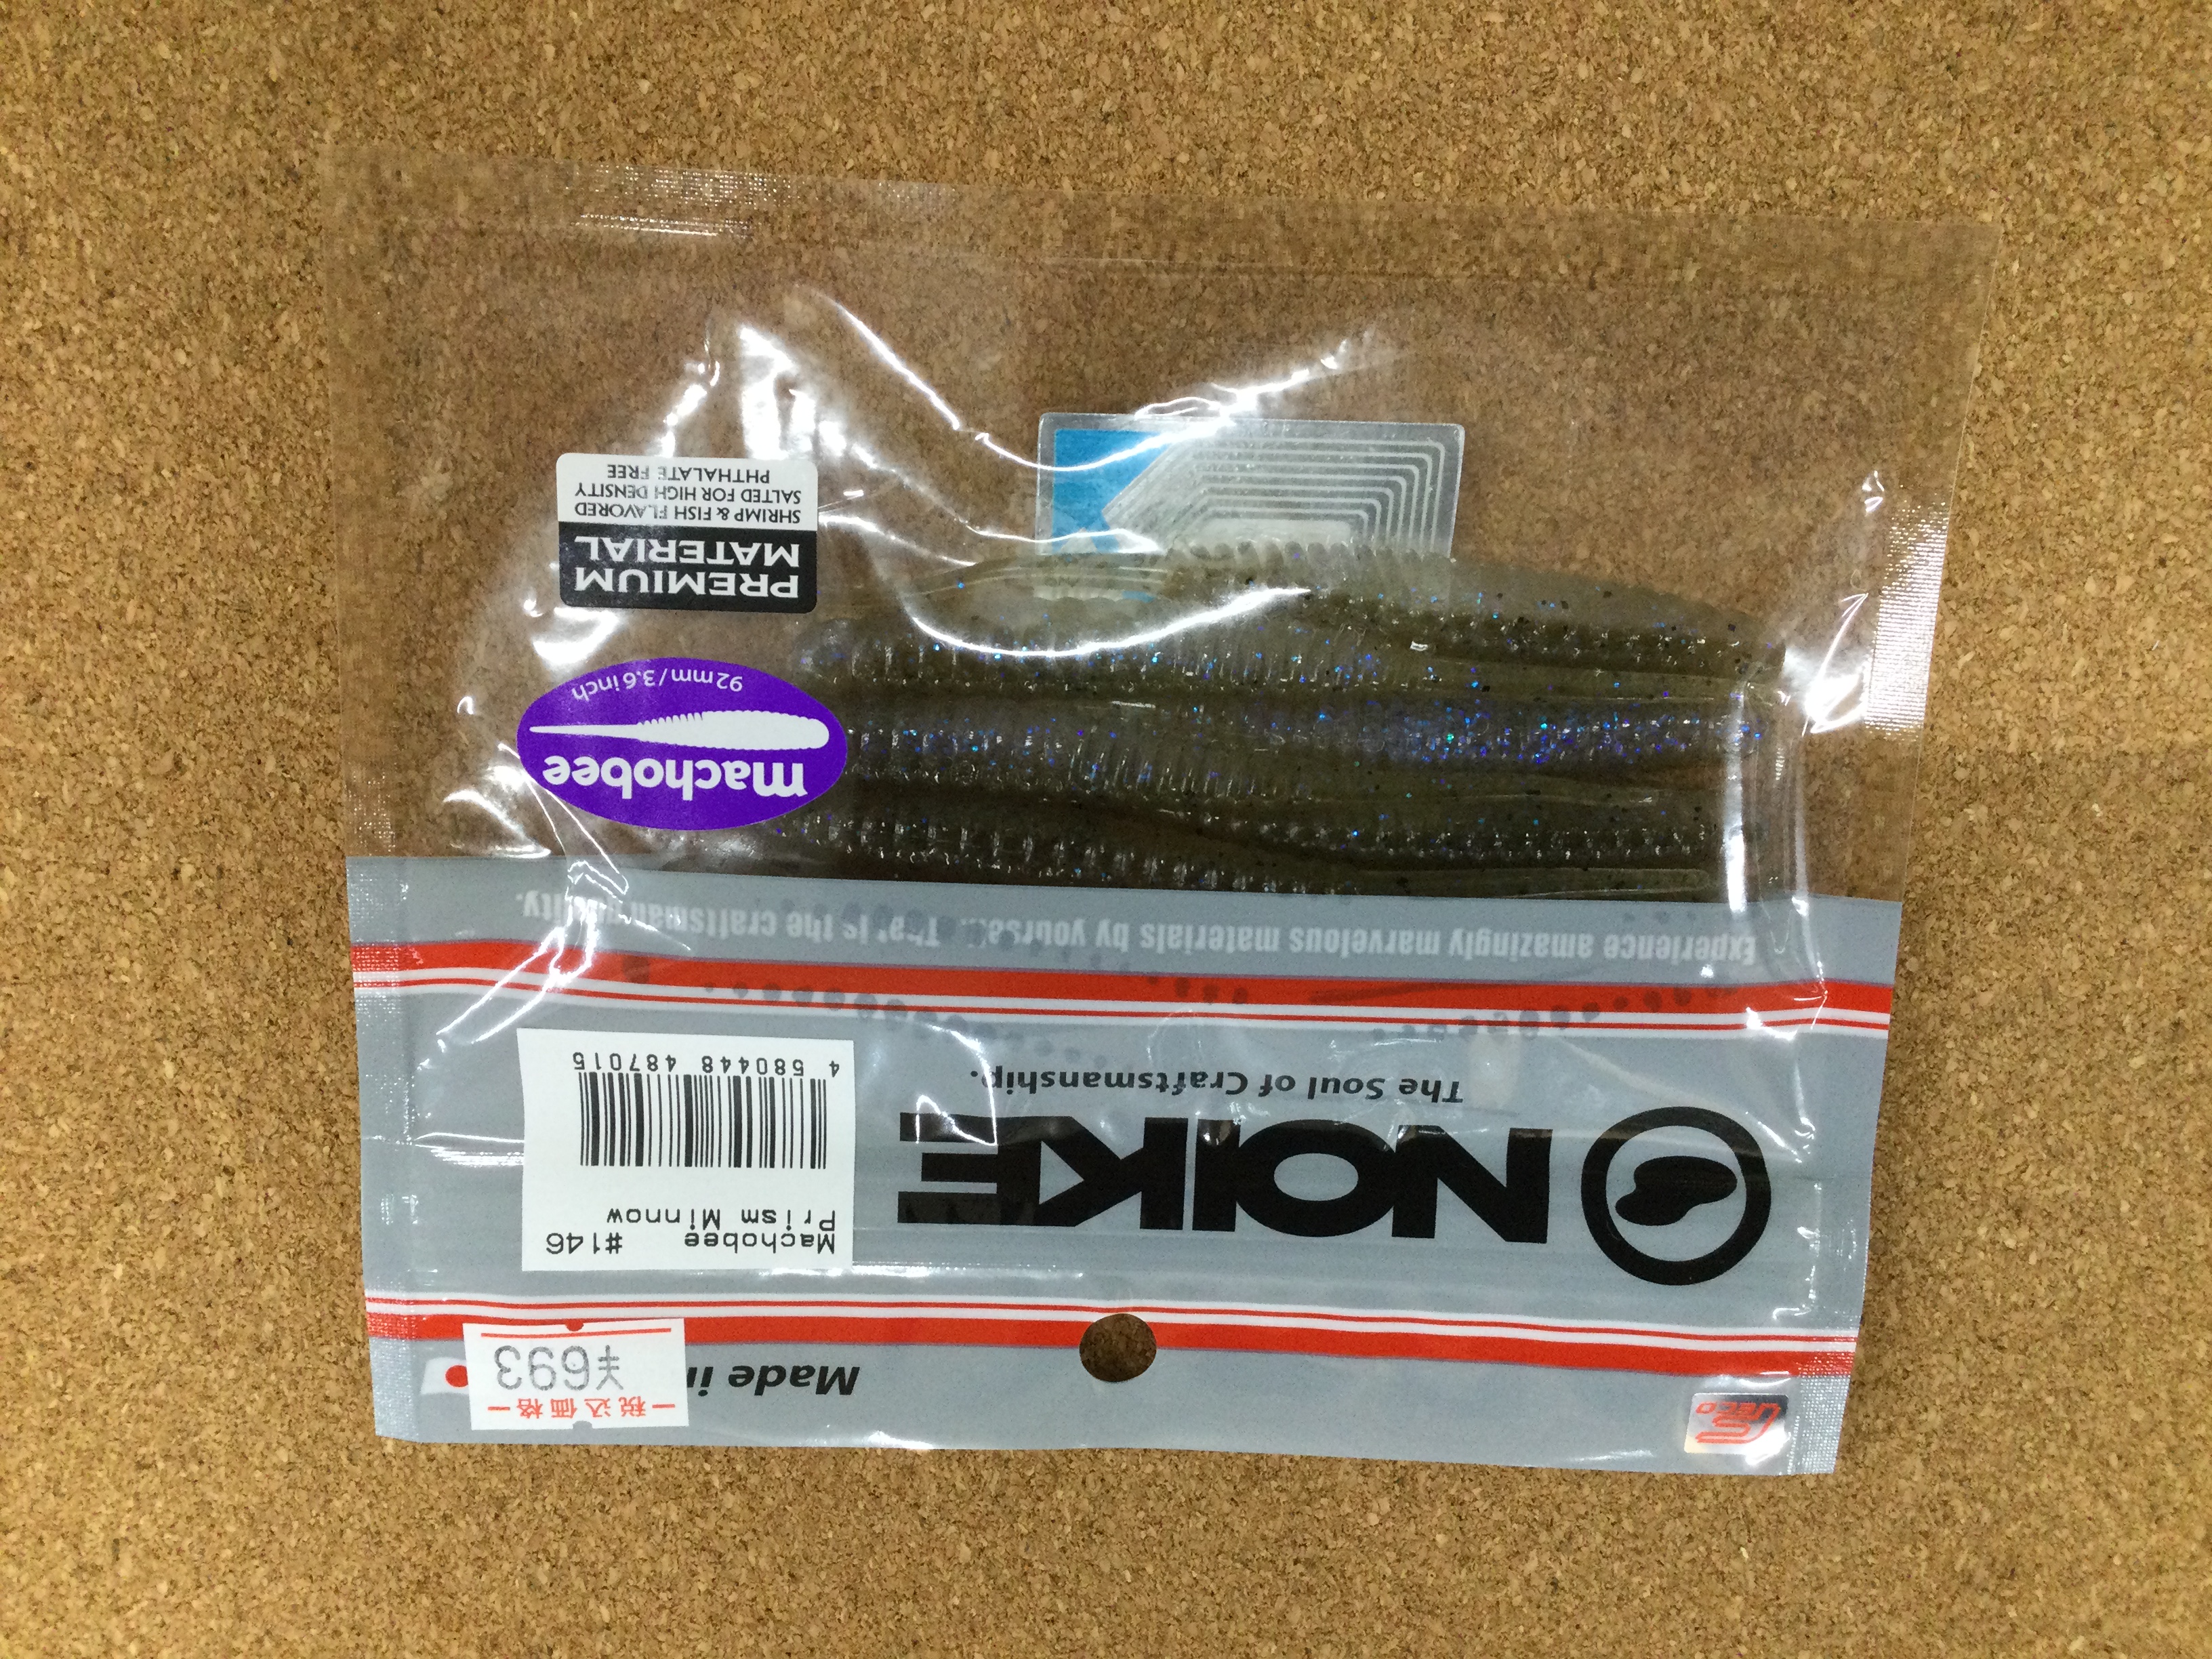 Made in
税込価格
¥693
NOIKE
The Soul of Craftsmanship.
Machobee #146
Prism Minnow
4 580448 487015
Experience amazingly marvelous materials by yourself. That is the craftsman quality.
machobee
92mm/3.6inch
PREMIUM
MATERIAL
SHRIMP & FISH FLAVORED
SALTED FOR HIGH DENSITY
PHTHALATE FREE